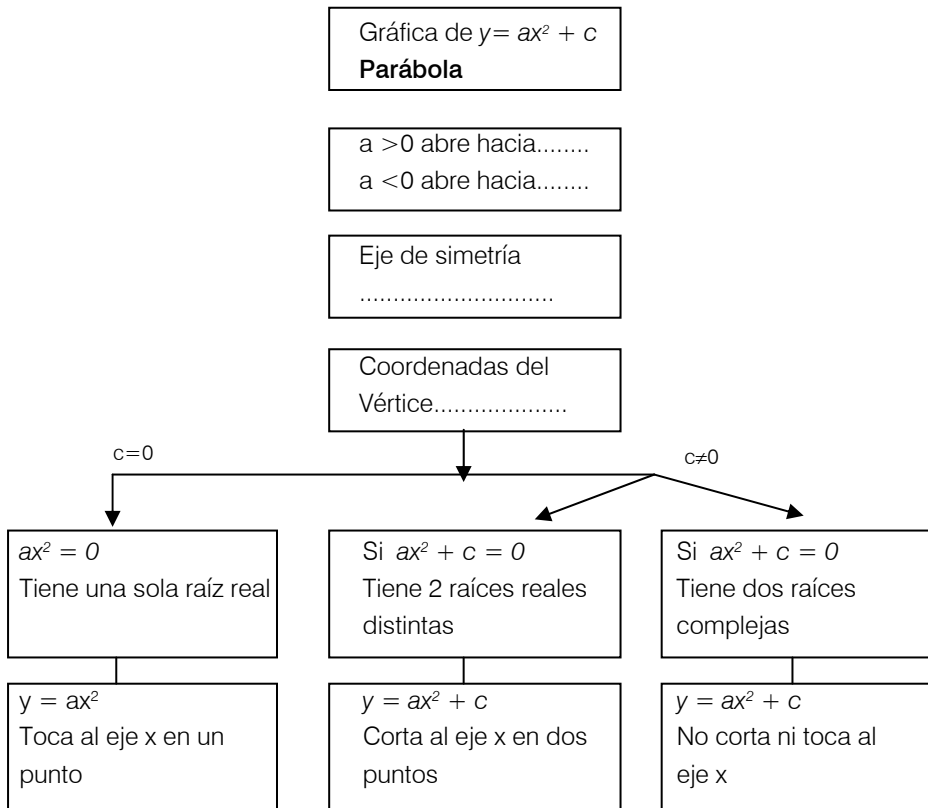 Gráfica de y= ax² + c
Parábola
a >0 abre hacia........
a <0 abre hacia........
Eje de simetría
.............................
Coordenadas del
Vértice....................
c=0
c≠0
ax² = 0
Tiene una sola raíz real
Si ax² + c = 0
Tiene 2 raíces reales
distintas
Si ax² + c = 0
Tiene dos raíces
complejas
y = ax²
Toca al eje x en un
punto
y = ax² + c
Corta al eje x en dos
puntos
y = ax² + c
No corta ni toca al
eje x